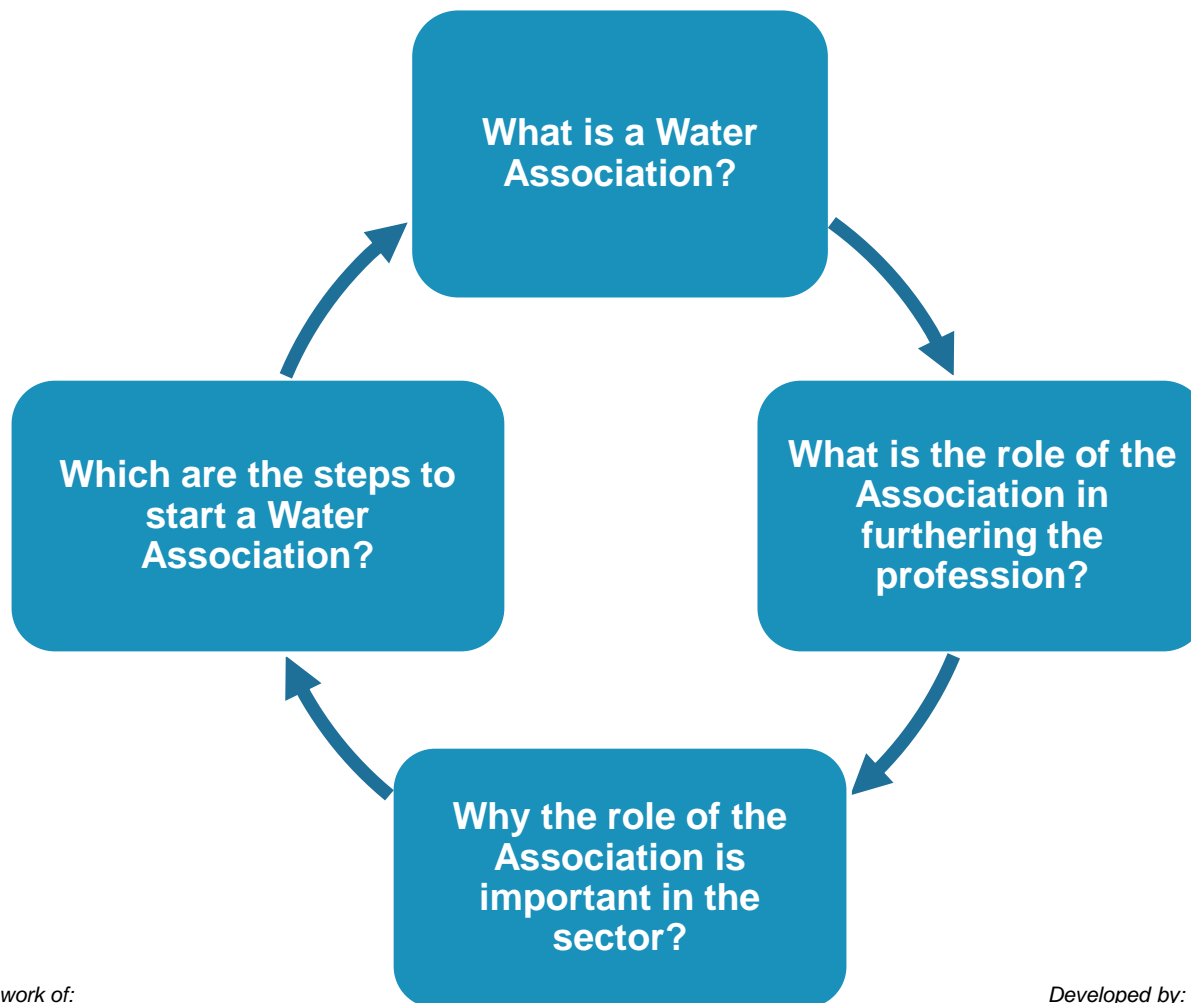 What is a Water
Association?
What is the role of the
Association in
furthering the
profession?
Why the role of the
Association is
important in the
sector?
Which are the steps to
start a Water
Association?
work of:
Developed by: